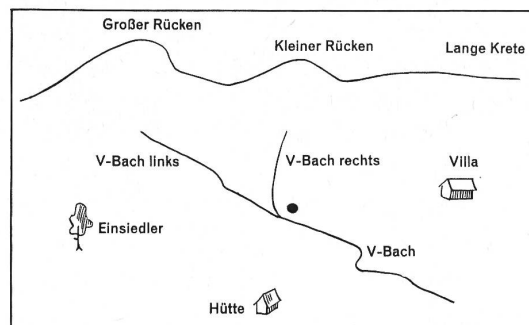 Großer Rücken
Kleiner Rücken
Lange Krete
V-Bach links
V-Bach rechts
Villa
Einsiedler
V-Bach
Hütte